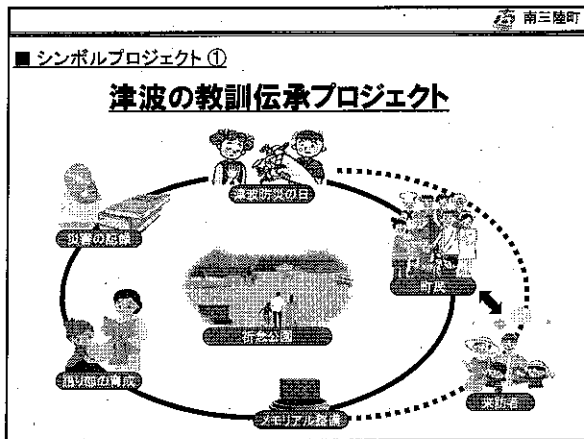 南三陸町
■ シンボルプロジェクト①
津波の教訓伝承プロジェクト
津波防災の日
災害の記録
町民
祈念公園
語り部の育成
来訪者
メモリアル整備